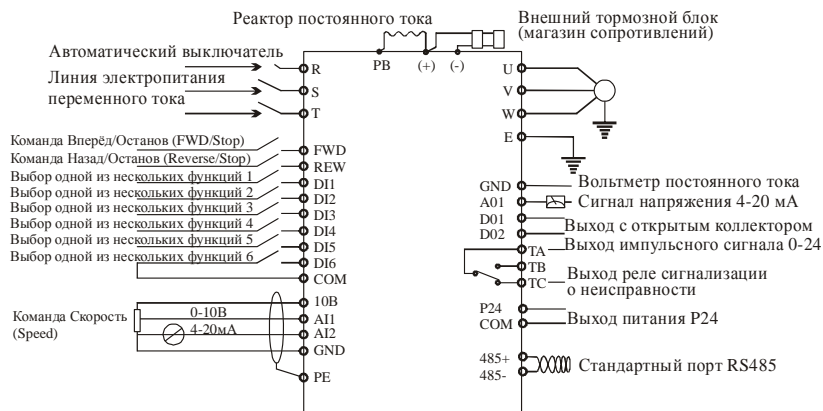 Реактор постоянного тока
Внешний тормозной блок
(магазин сопротивлений)
Автоматический выключатель
Линия электропитания
переменного тока
PB
(+)
(-)
R
S
T
U
V
W
E
Команда Вперёд/Останов (FWD/Stop)
Команда Назад/Останов (Reverse/Stop)
Выбор одной из нескольких функций 1
Выбор одной из нескольких функций 2
Выбор одной из нескольких функций 3
Выбор одной из нескольких функций 4
Выбор одной из нескольких функций 5
Выбор одной из нескольких функций 6
FWD
REW
DI1
DI2
DI3
DI4
DI5
DI6
COM
10В
AI1
AI2
GND
PE
Команда Скорость
(Speed)
0-10В
4-20мА
GND
A01
D01
D02
TA
TB
TC
P24
COM
485+
485-
Вольтметр постоянного тока
Сигнал напряжения 4-20 мА
Выход с открытым коллектором
Выход импульсного сигнала 0-24
Выход реле сигнализации
о неисправности
Выход питания P24
Стандартный порт RS485